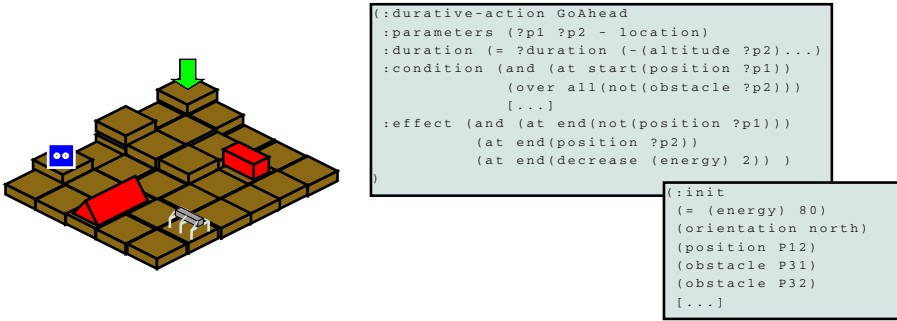 (:durative-action GoAhead
:parameters (?p1 ?p2 - location)
:duration (= ?duration (-(altitude ?p2)...)
:condition (and (at start(position ?p1))
(over all(not(obstacle ?p2)))
[...]
:effect (and (at end(not(position ?p1)))
(at end(position ?p2))
(at end(decrease (energy) 2)) )
)
(:init
(= (energy) 80)
(orientation north)
(position P12)
(obstacle P31)
(obstacle P32)
[...]